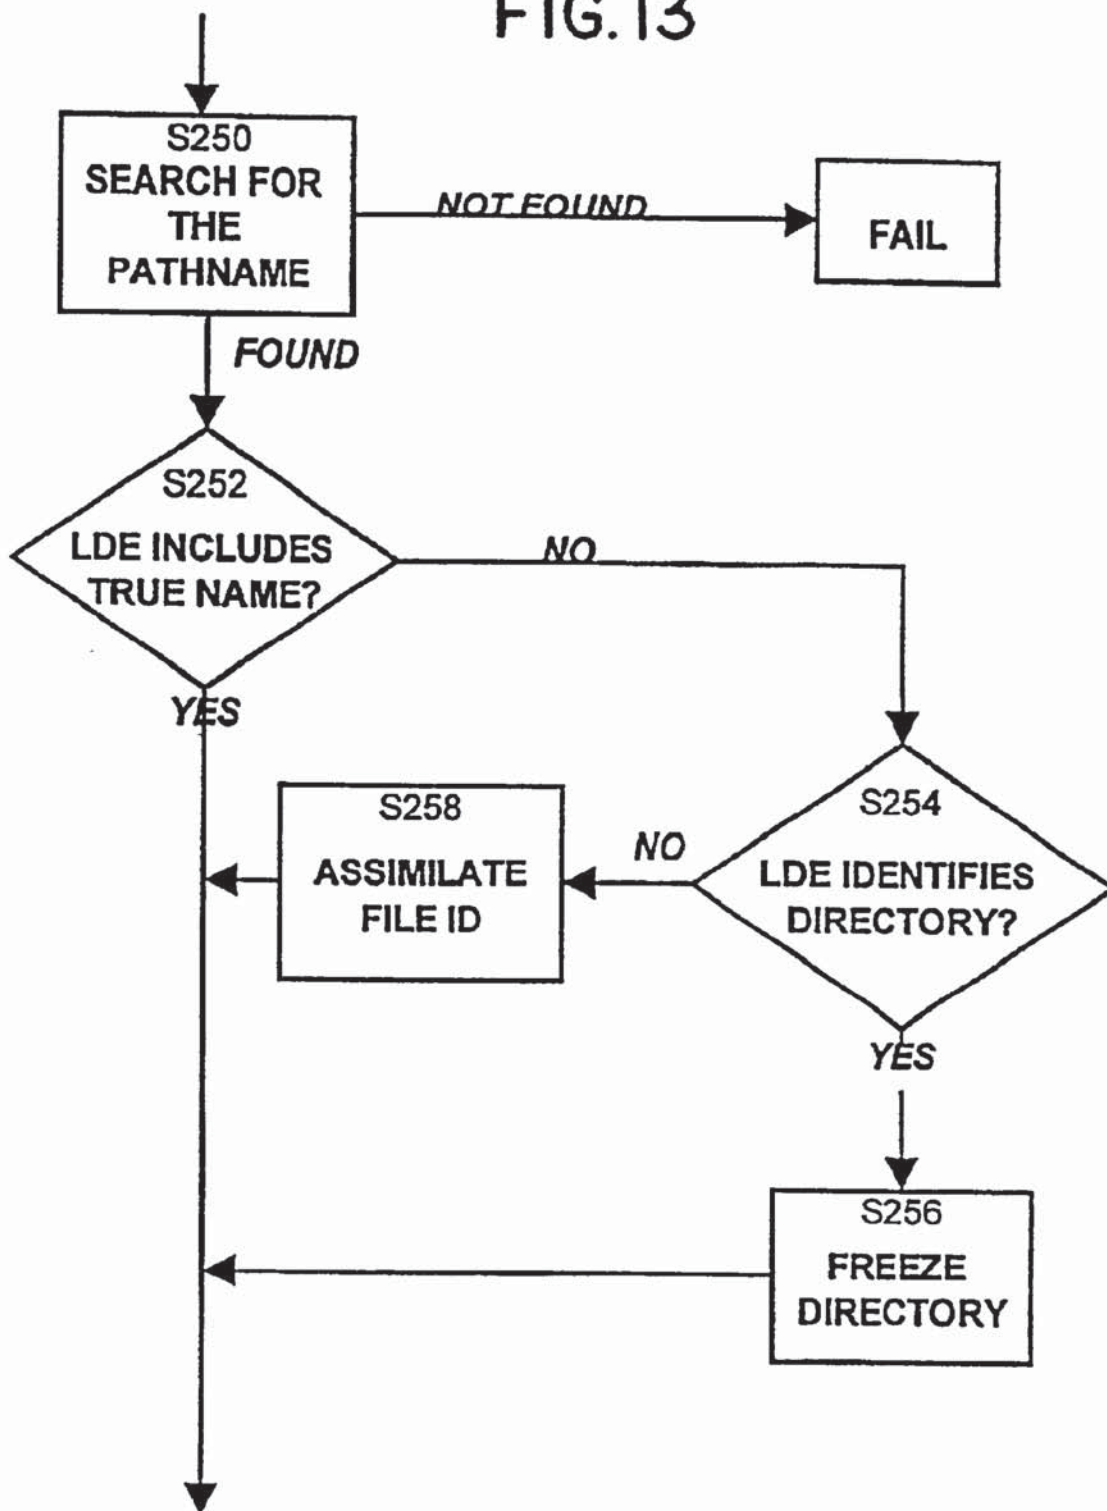 FIG. 13
S250
SEARCH FOR
THE
PATHNAME
NOT FOUND
FAIL
FOUND
S252
LDE INCLUDES
TRUE NAME?
NO
YES
S258
ASSIMILATE
FILE ID
NO
S254
LDE IDENTIFIES
DIRECTORY?
YES
S256
FREEZE
DIRECTORY